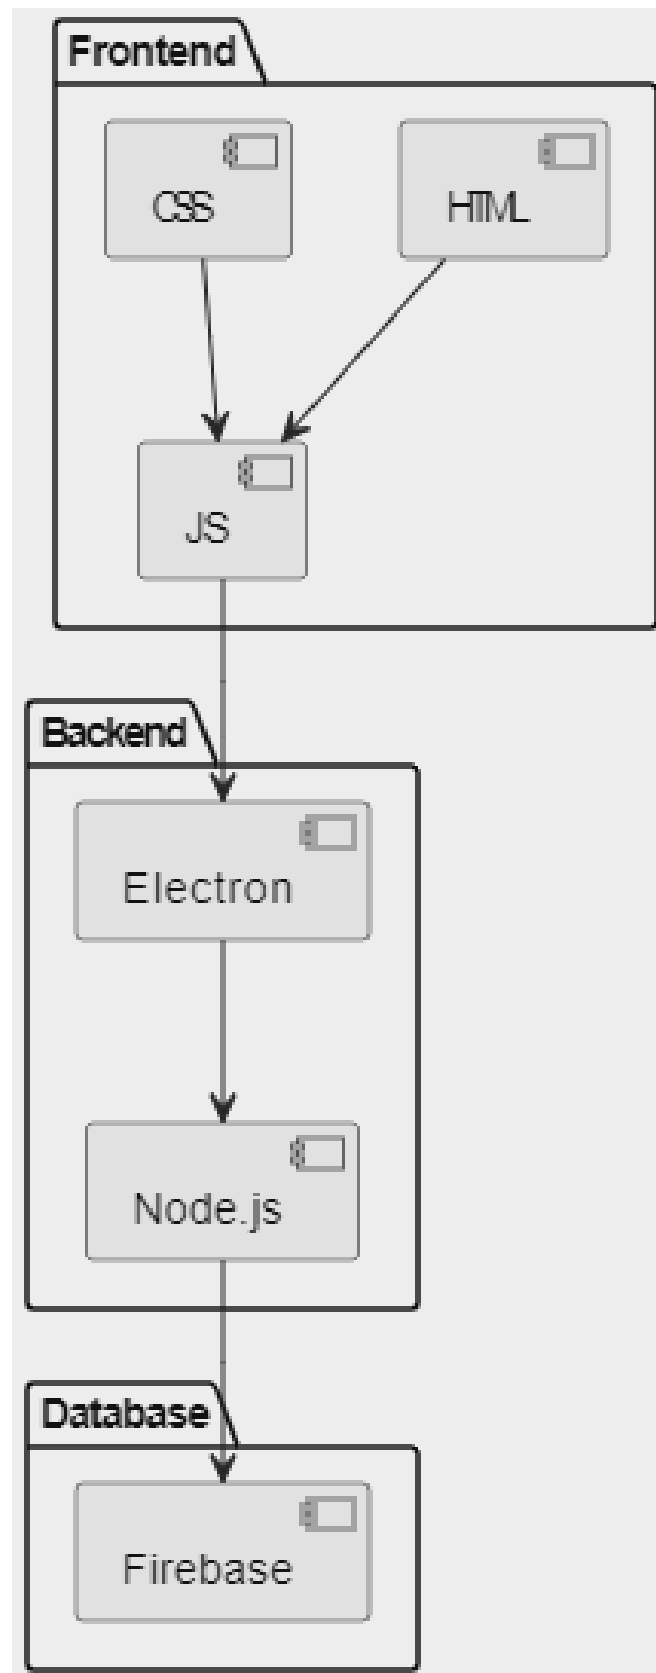 Frontend
CSS
HTML
JS
Backend
Electron
Node.js
Database
Firebase